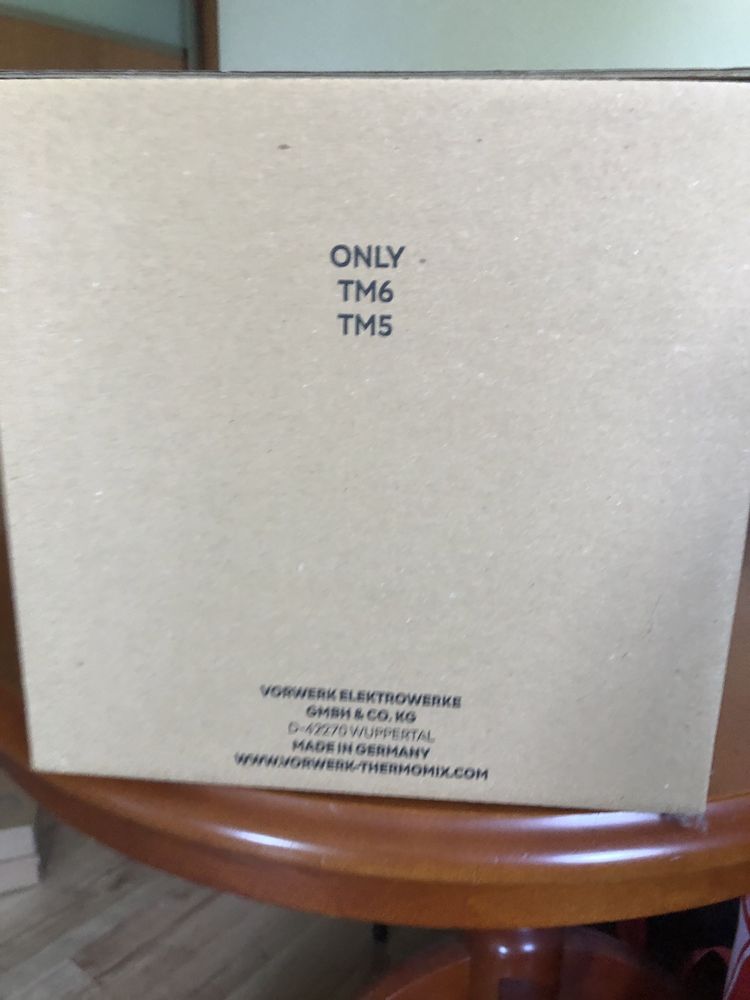 ONLY
TM6
TM5
VORWERK ELEKTROWERKE
GMBH & CO. KG
D-42270 WUPPERTAL
MADE IN GERMANY
WWW.VORWERK-THERMOMIX.COM